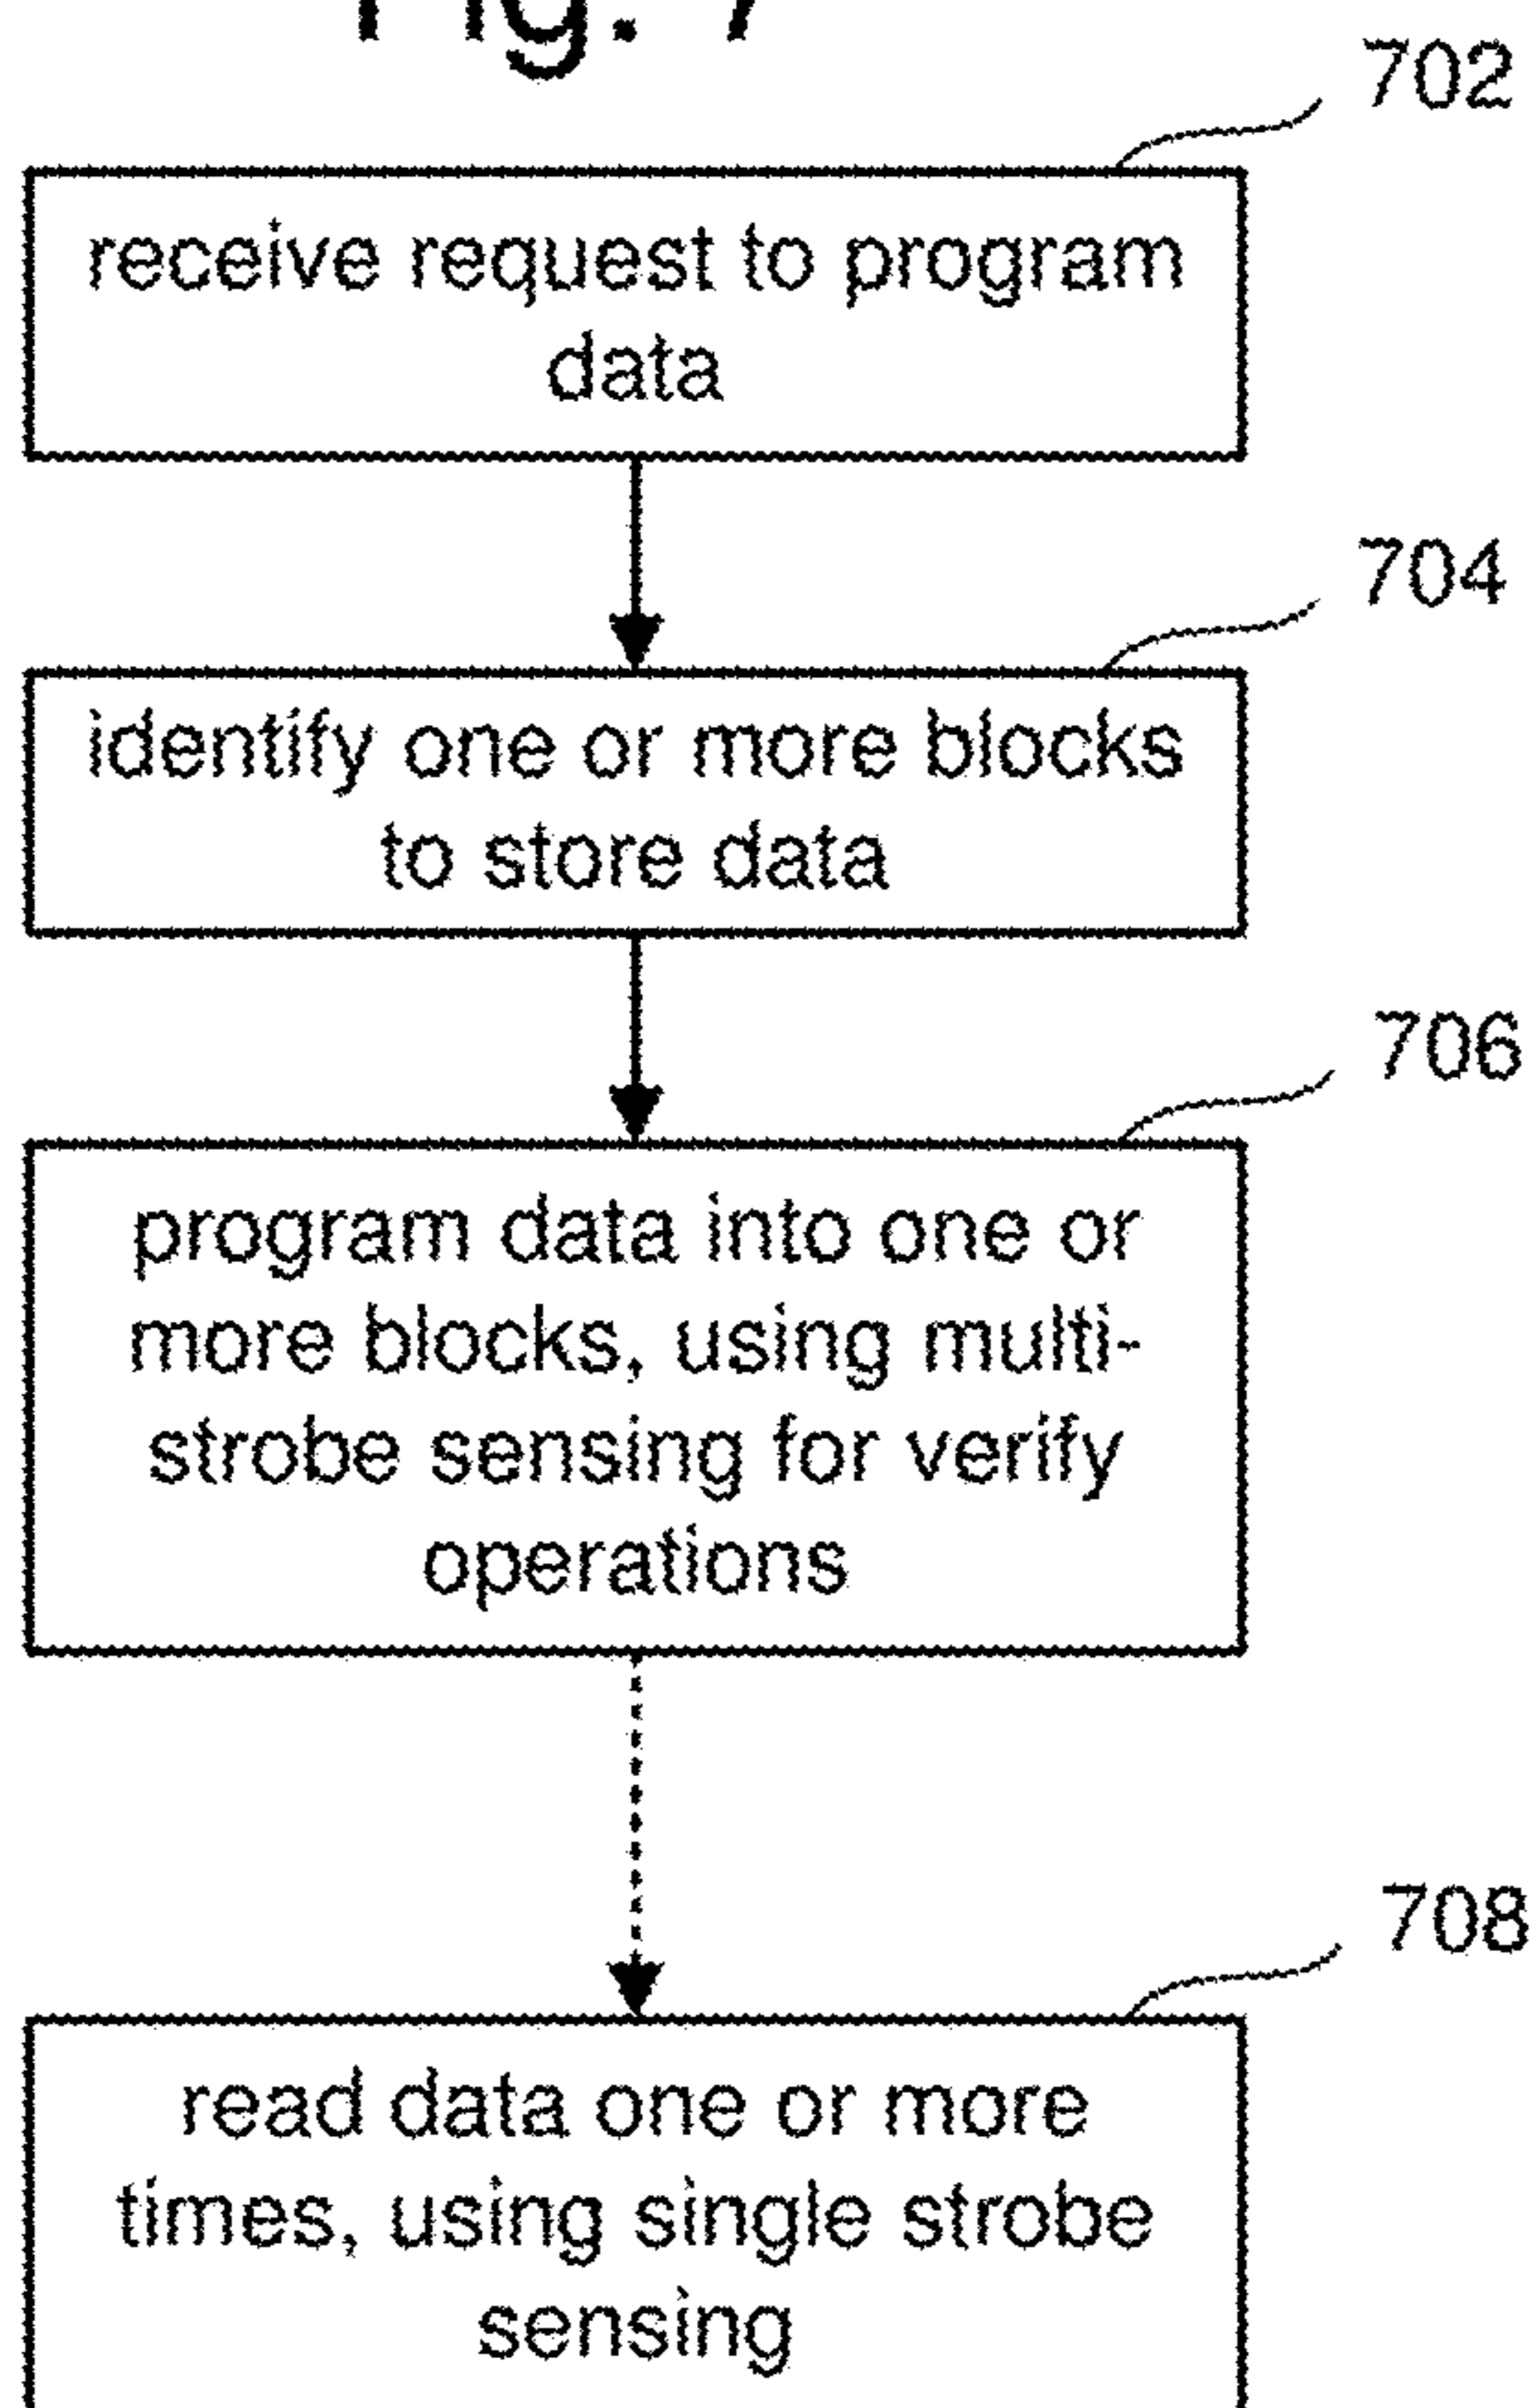 Fig. 7
702
receive request to program
data
704
identify one or more blocks
to store data
706
program data into one or
more blocks, using multi-
strobe sensing for verify
operations
708
read data one or more
times, using single strobe
sensing